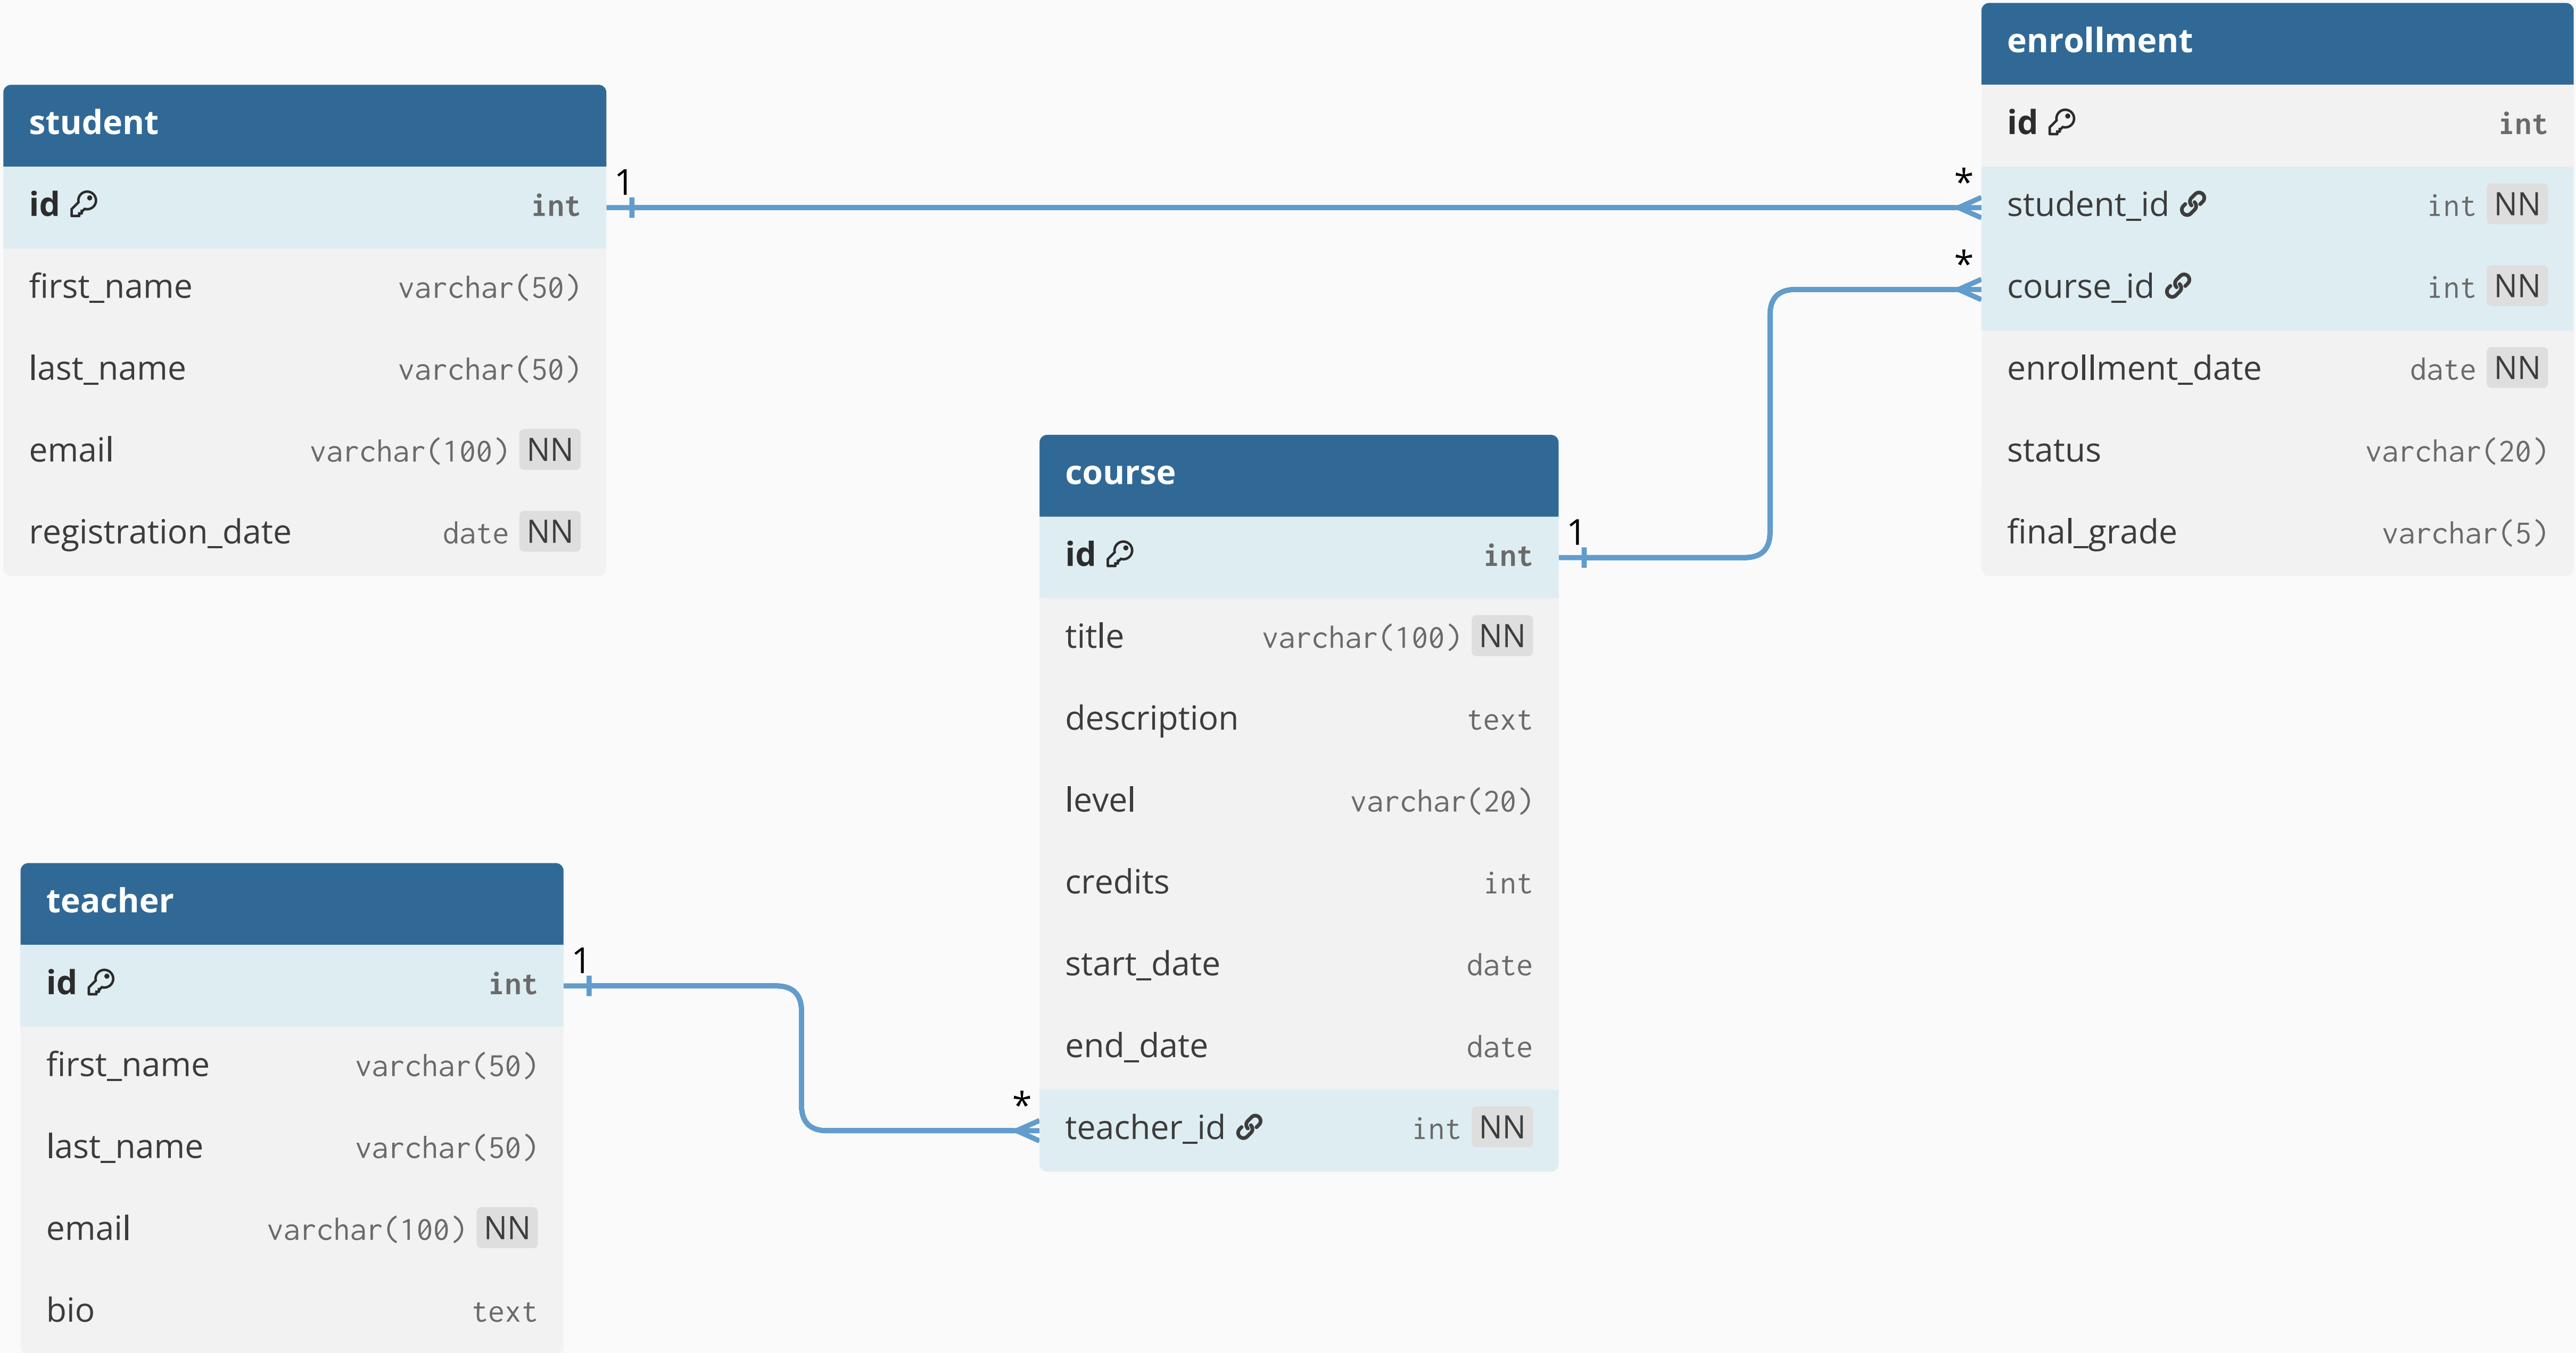 student
id int
first_name varchar(50)
last_name varchar(50)
email varchar(100) NN
registration_date date NN
1
*
*
enrollment
id int
student_id int NN
course_id int NN
enrollment_date date NN
status varchar(20)
final_grade varchar(5)
course
id int
title varchar(100) NN
description text
level varchar(20)
credits int
start_date date
end_date date
teacher_id int NN
1
teacher
id int
first_name varchar(50)
last_name varchar(50)
email varchar(100) NN
bio text
1
*